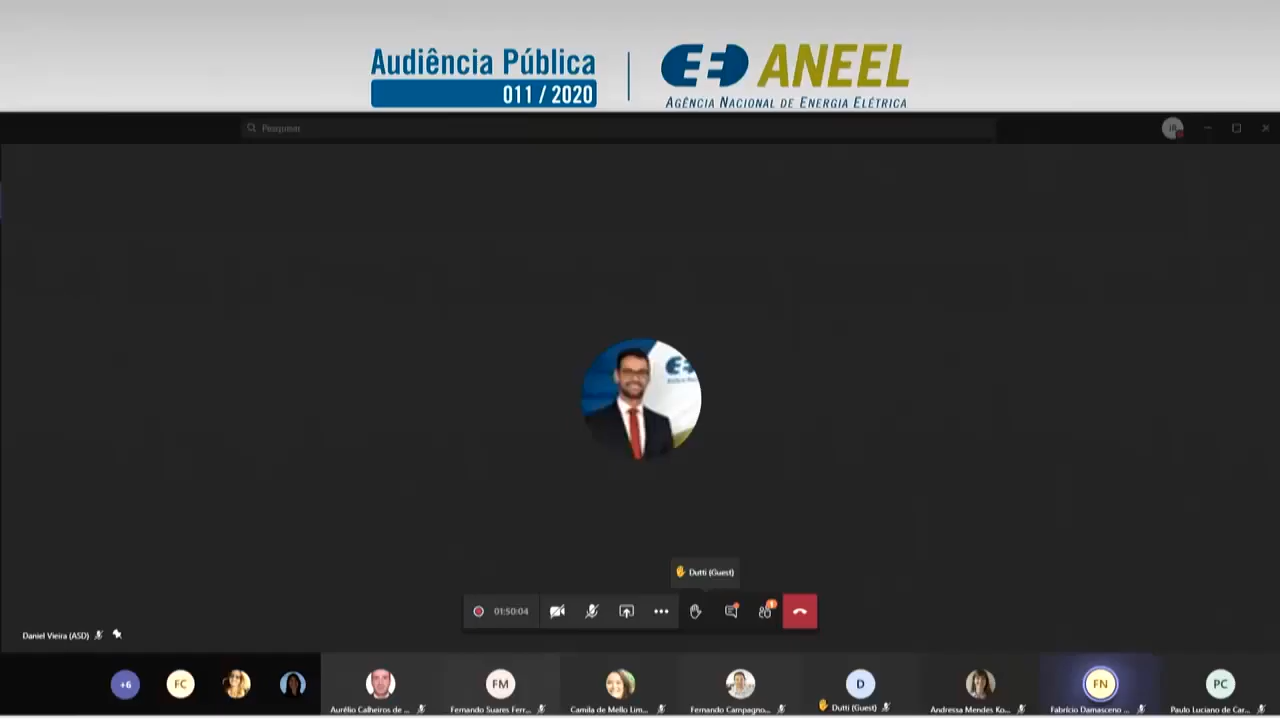 Audiência Pública
011 / 2020
ANEEL
AGÊNCIA NACIONAL DE ENERGIA ELÉTRICA
Pesquisar
Dutti (Guest)
01:50:04
Daniel Vieira (ASD)
+6
FC
FM
D
FN
PC
Aurélio Calheiros de ...
Fernando Suares Ferr...
Camila de Mello Lim...
Fernando Campagno...
Dutti (Guest)
Andressa Mendes Ko...
Fabrício Damasceno ...
Paulo Luciano de Car...